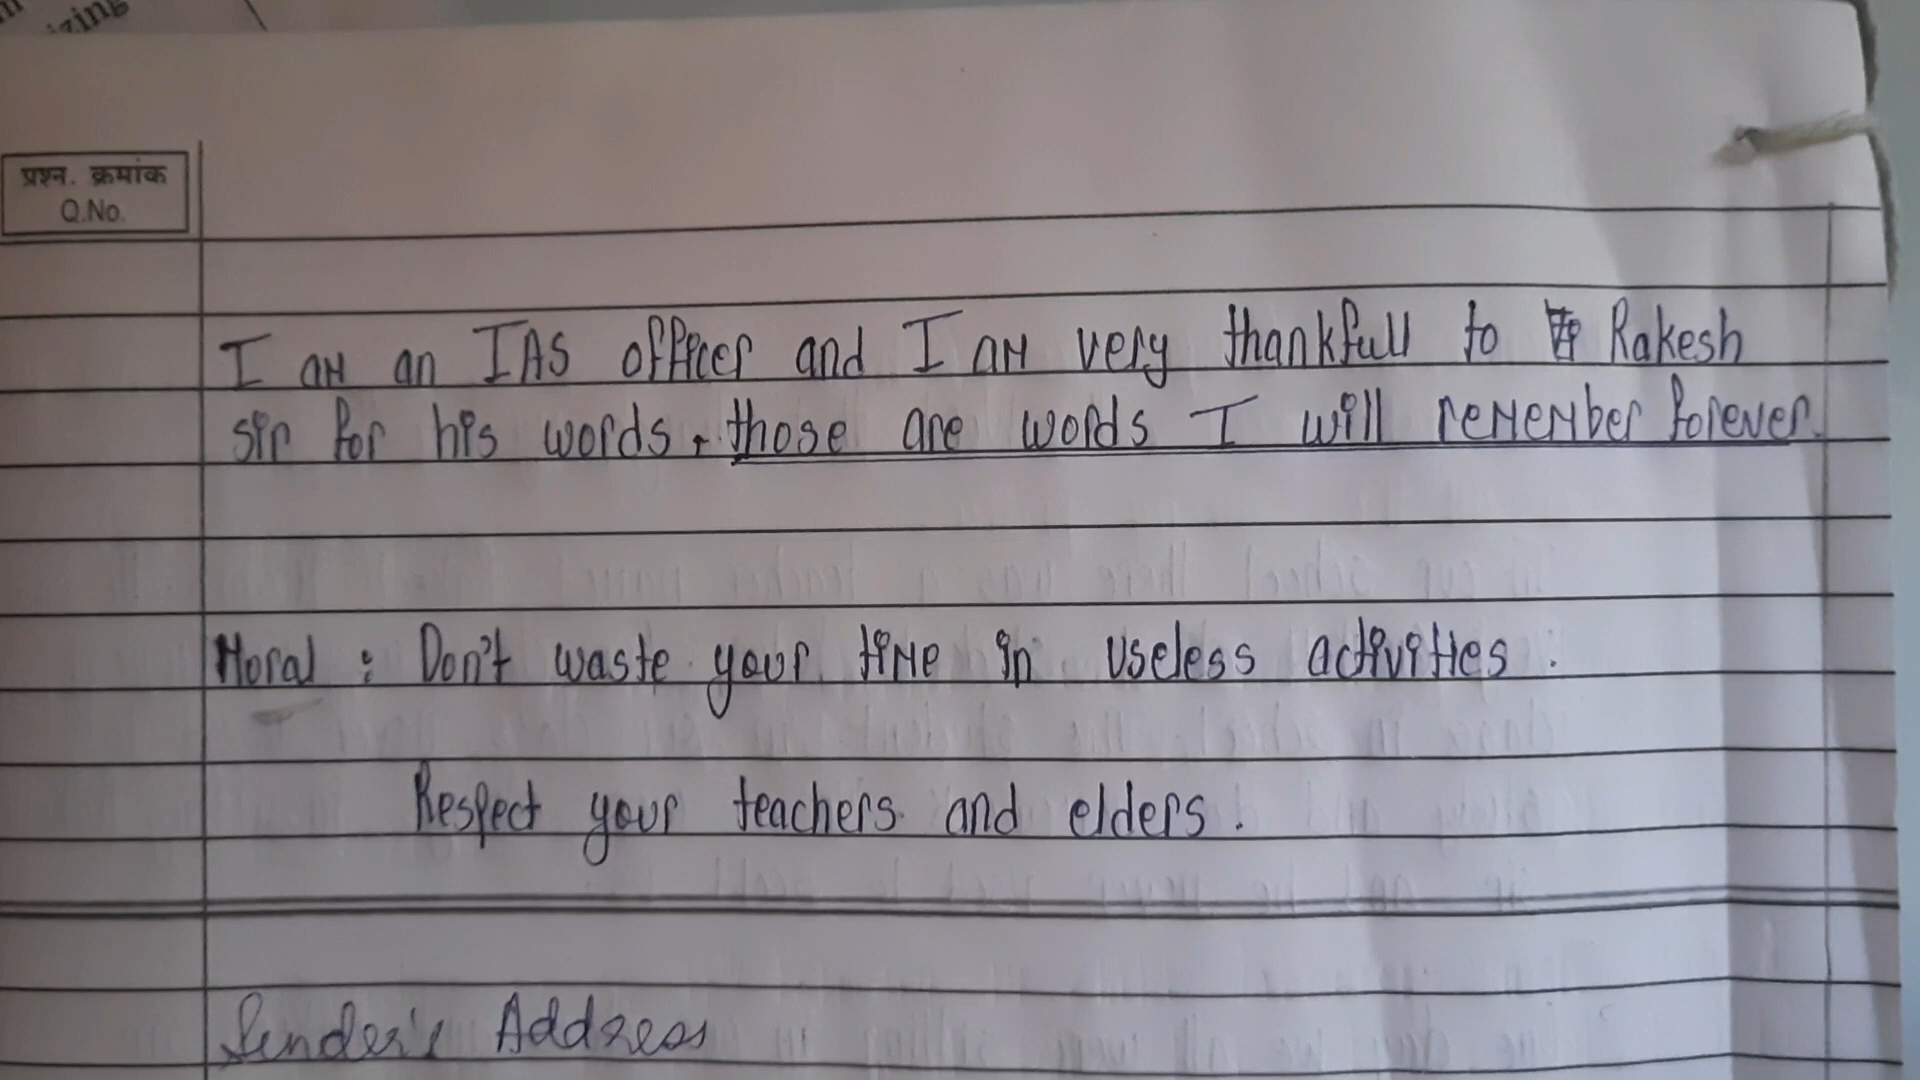 izing
प्रश्न. क्रमांक
Q.No.
I am an IAS officer and I am very thankfull to Rakesh
sir for his words, those are words I will remember forever.
Moral : Don't waste your time in useless activities.
Respect your teachers and elders.
Sender's Address